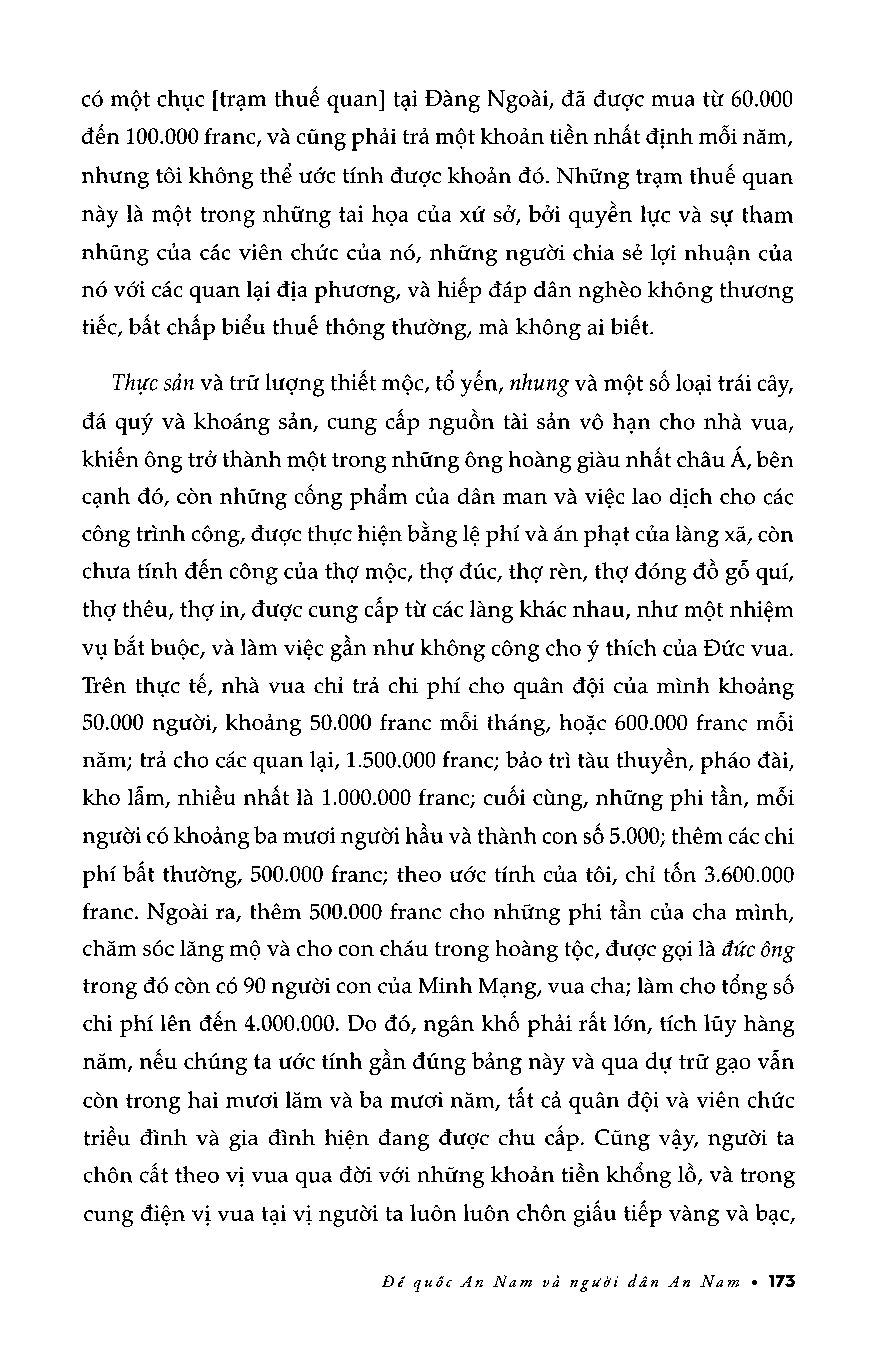 có một chục [trạm thuế quan] tại Đàng Ngoài, đã được mua từ 60.000
đến 100.000 franc, và cũng phải trả một khoản tiền nhất định mỗi năm,
nhưng tôi không thể ước tính được khoản đó. Những trạm thuế quan
này là một trong những tai họa của xứ sở, bởi quyền lực và sự tham
nhũng của các viên chức của nó, những người chia sẻ lợi nhuận của
nó với các quan lại địa phương, và hiếp đáp dân nghèo không thương
tiếc, bất chấp biểu thuế thông thường, mà không ai biết.
Thực sản và trữ lượng thiết mộc, tổ yến, nhung và một số loại trái cây,
đá quý và khoáng sản, cung cấp nguồn tài sản vô hạn cho nhà vua,
khiến ông trở thành một trong những ông hoàng giàu nhất châu Á, bên
cạnh đó, còn những cống phẩm của dân man và việc lao dịch cho các
công trình công, được thực hiện bằng lệ phí và án phạt của làng xã, còn
chưa tính đến công của thợ mộc, thợ đúc, thợ rèn, thợ đóng đồ gỗ quí,
thợ thêu, thợ in, được cung cấp từ các làng khác nhau, như một nhiệm
vụ bắt buộc, và làm việc gần như không công cho ý thích của Đức vua.
Trên thực tế, nhà vua chỉ trả chi phí cho quân đội của mình khoảng
50.000 người, khoảng 50.000 franc mỗi tháng, hoặc 600.000 franc mỗi
năm; trả cho các quan lại, 1.500.000 franc; bảo trì tàu thuyền, pháo đài,
kho lẫm, nhiều nhất là 1.000.000 franc; cuối cùng, những phi tần, mỗi
người có khoảng ba mươi người hầu và thành con số 5.000; thêm các chi
phí bất thường, 500.000 franc; theo ước tính của tôi, chỉ tốn 3.600.000
franc. Ngoài ra, thêm 500.000 franc cho những phi tần của cha mình,
chăm sóc lăng mộ và cho con cháu trong hoàng tộc, được gọi là đức ông
trong đó còn có 90 người con của Minh Mạng, vua cha; làm cho tổng số
chi phí lên đến 4.000.000. Do đó, ngân khố phải rất lớn, tích lũy hàng
năm, nếu chúng ta ước tính gần đúng bảng này và qua dự trữ gạo vẫn
còn trong hai mươi lăm và ba mươi năm, tất cả quân đội và viên chức
triều đình và gia đình hiện đang được chu cấp. Cũng vậy, người ta
chôn cất theo vị vua qua đời với những khoản tiền khổng lồ, và trong
cung điện vị vua tại vị người ta luôn luôn chôn giấu tiếp vàng và bạc,
Đế quốc An Nam và người dân An Nam • 173